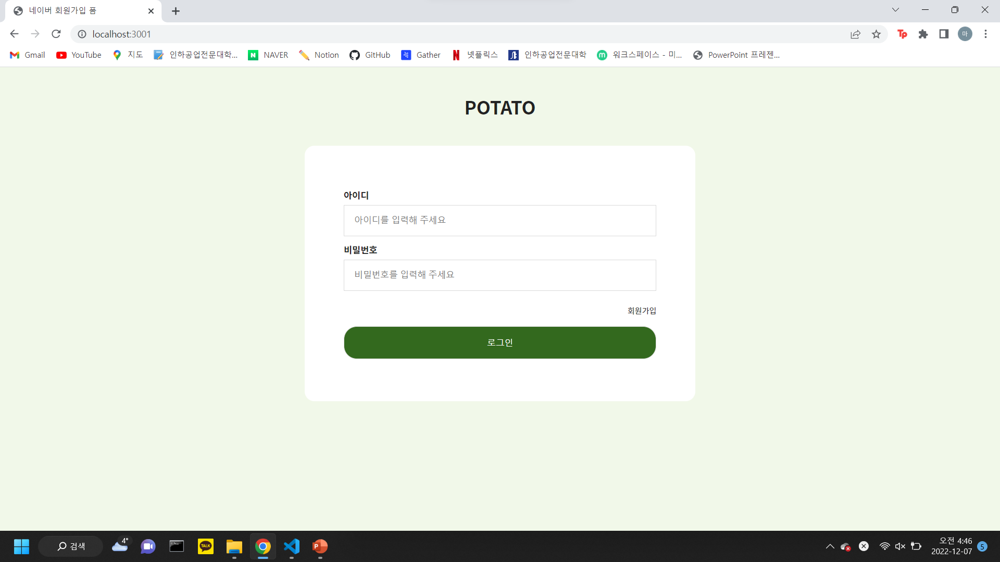 네이버 회원가입 폼
localhost:3001
마
Gmail
YouTube
지도
인하공업전문대학...
NAVER
Notion
GitHub
Gather
넷플릭스
인하공업전문대학
워크스페이스 - 미...
PowerPoint 프레젠...
POTATO
아이디
아이디를 입력해 주세요
비밀번호
비밀번호를 입력해 주세요
회원가입
로그인
검색
4°
TALK
오전 4:46
2022-12-07
5